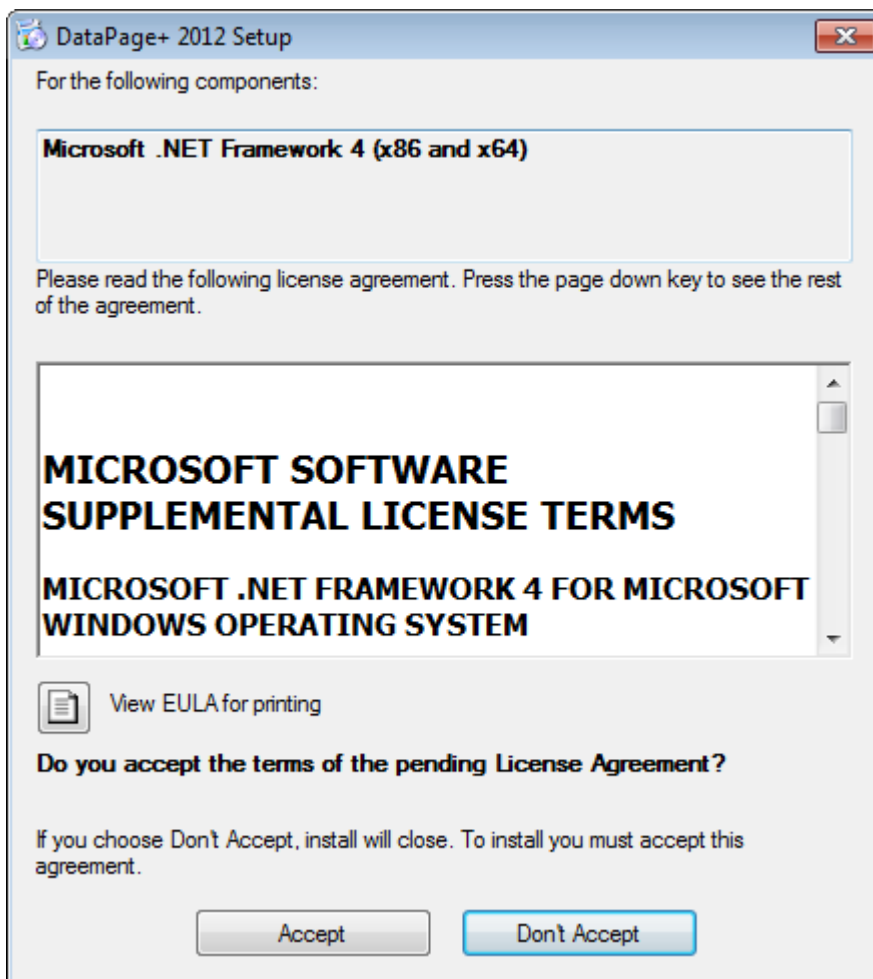 DataPage+ 2012 Setup
For the following components:
Microsoft .NET Framework 4 (x86 and x64)
Please read the following license agreement. Press the page down key to see the rest
of the agreement.
MICROSOFT SOFTWARE
SUPPLEMENTAL LICENSE TERMS
MICROSOFT .NET FRAMEWORK 4 FOR MICROSOFT
WINDOWS OPERATING SYSTEM
View EULA for printing
Do you accept the terms of the pending License Agreement?
If you choose Don't Accept, install will close. To install you must accept this
agreement.
Accept Don't Accept